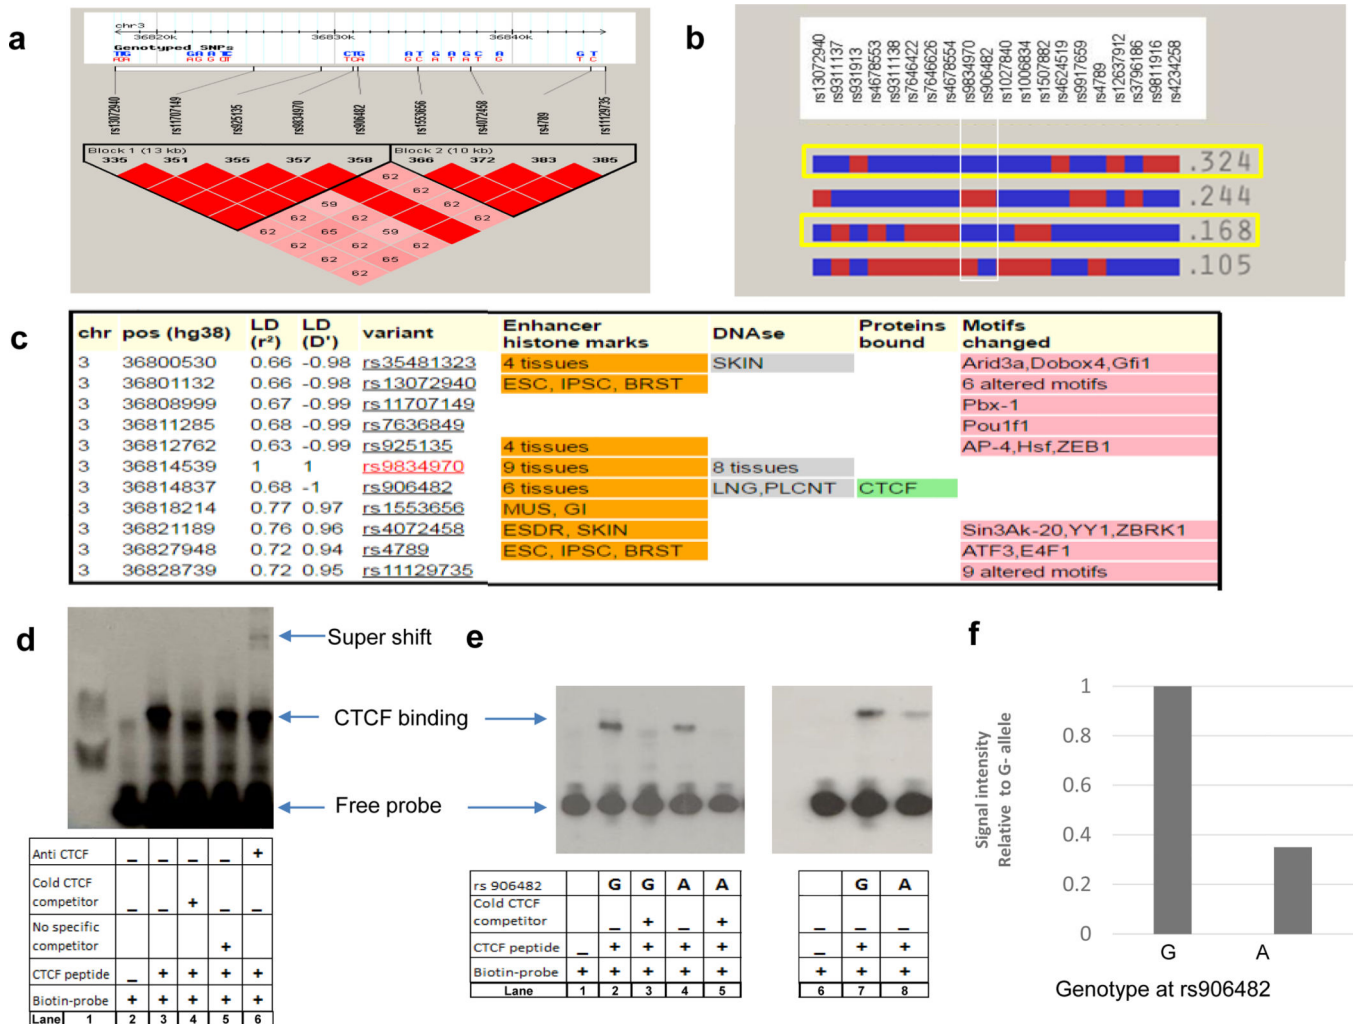 a
chr3
36820k 36830k 36840k
Genotyped SNPs
rs13072940 rs11707149 rs925135 rs9834970 rs906482 rs1553656 rs4072458 rs4789 rs11129735
Block 1 (13 kb) Block 2 (10 kb)
335 351 355 357 358 366 372 383 385
62
62
59 62
62 62
62 65 59
62 62
62 65
62
b
rs13072940 rs9311137 rs931913 rs4678553 rs9311138 rs7646422 rs7646626 rs4678554 rs9834970 rs906482 rs1027840 rs1006834 rs1507882 rs4624519 rs9917659 rs4789 rs12637912 rs3796186 rs9811916 rs4234258
.324
.244
.168
.105
c
chr pos (hg38) LD (r²) LD (D') variant Enhancer histone marks DNAse Proteins bound Motifs changed
3 36800530 0.66 -0.98 rs35481323 4 tissues SKIN Arid3a,Dobox4,Gfi1
3 36801132 0.66 -0.98 rs13072940 ESC, IPSC, BRST 6 altered motifs
3 36808999 0.67 -0.99 rs11707149 Pbx-1
3 36811285 0.68 -0.99 rs7636849 Pou1f1
3 36812762 0.63 -0.99 rs925135 4 tissues AP-4,Hsf,ZEB1
3 36814539 1 1 rs9834970 9 tissues 8 tissues
3 36814837 0.68 -1 rs906482 6 tissues LNG,PLCNT CTCF
3 36818214 0.77 0.97 rs1553656 MUS, GI
3 36821189 0.76 0.96 rs4072458 ESDR, SKIN Sin3Ak-20,YY1,ZBRK1
3 36827948 0.72 0.94 rs4789 ESC, IPSC, BRST ATF3,E4F1
3 36828739 0.72 0.95 rs11129735 9 altered motifs
d
Super shift
CTCF binding
Free probe
Anti CTCF – – – – +
Cold CTCF
competitor – – + – –
No specific
competitor +
CTCF peptide – + + + +
Biotin-probe + + + + +
Lane 1 2 3 4 5 6
e
rs 906482 G G A A
Cold CTCF
competitor – + – +
CTCF peptide – + + + +
Biotin-probe + + + + +
Lane 1 2 3 4 5
G A
– – –
– + +
+ + +
6 7 8
f
Signal intensity
Relative to G- allele
1
0.8
0.6
0.4
0.2
0
G A
Genotype at rs906482